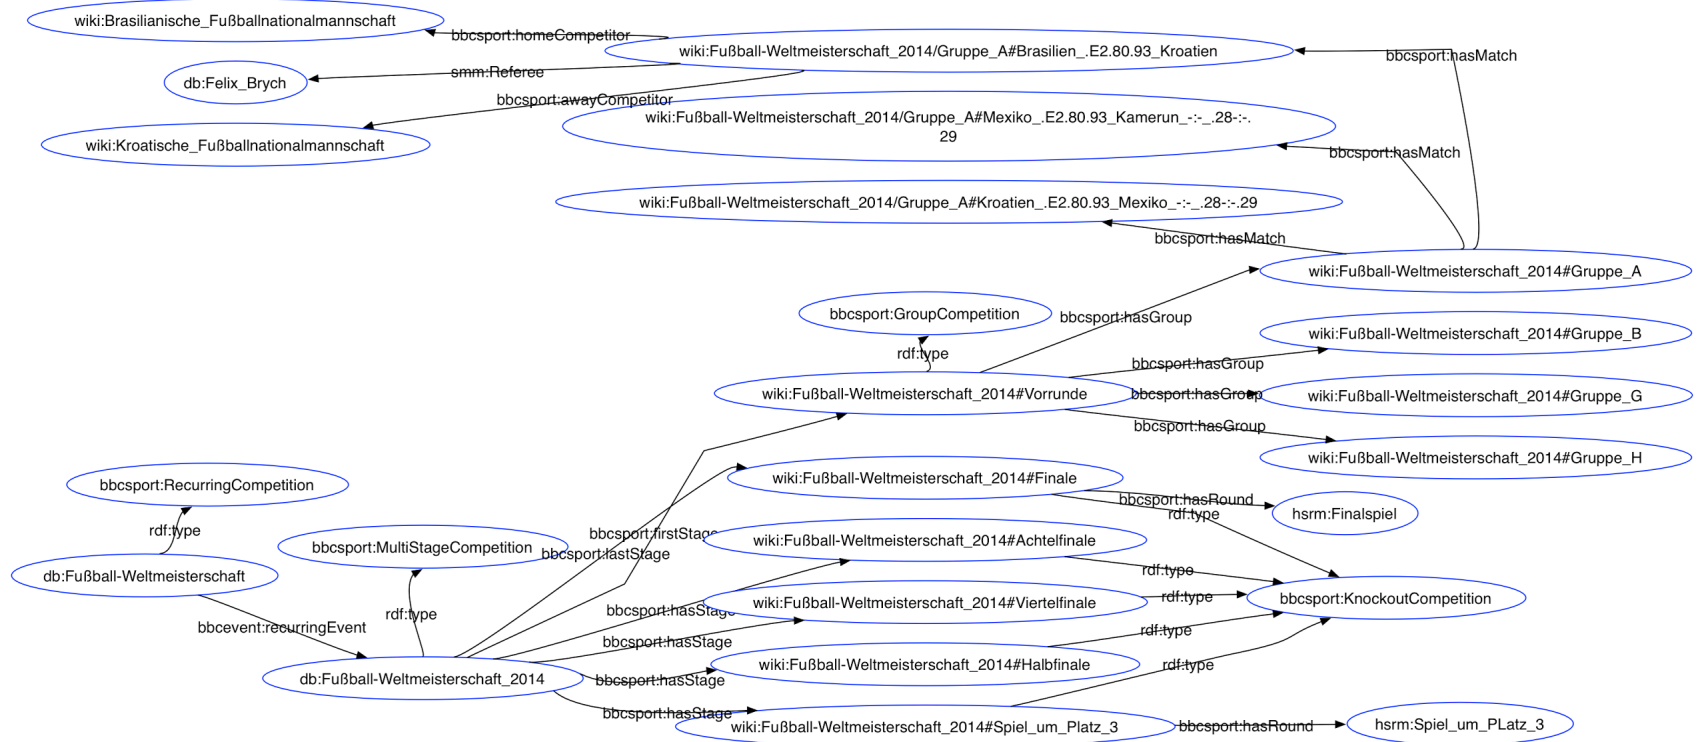 wiki:Brasilianische_Fußballnationalmannschaft
bbcsport:homeCompetitor
wiki:Fußball-Weltmeisterschaft_2014/Gruppe_A#Brasilien_.E2.80.93_Kroatien
bbcsport:hasMatch
smm:Referee
db:Felix_Brych
bbcsport:awayCompetitor
wiki:Fußball-Weltmeisterschaft_2014/Gruppe_A#Mexiko_.E2.80.93_Kamerun_-:-_.28-:-.
29
wiki:Kroatische_Fußballnationalmannschaft
bbcsport:hasMatch
wiki:Fußball-Weltmeisterschaft_2014/Gruppe_A#Kroatien_.E2.80.93_Mexiko_-:-_.28-:-.29
bbcsport:hasMatch
wiki:Fußball-Weltmeisterschaft_2014#Gruppe_A
bbcsport:GroupCompetition
bbcsport:hasGroup
wiki:Fußball-Weltmeisterschaft_2014#Gruppe_B
rdf:type
bbcsport:hasGroup
wiki:Fußball-Weltmeisterschaft_2014#Vorrunde
bbcsport:hasGroup
wiki:Fußball-Weltmeisterschaft_2014#Gruppe_G
bbcsport:hasGroup
wiki:Fußball-Weltmeisterschaft_2014#Gruppe_H
bbcsport:RecurringCompetition
wiki:Fußball-Weltmeisterschaft_2014#Finale
bbcsport:hasRound
hsrm:Finalspiel
rdf:type
rdf:type
bbcsport:firstStage
bbcsport:MultiStageCompetition
bbcsport:lastStage
wiki:Fußball-Weltmeisterschaft_2014#Achtelfinale
rdf:type
db:Fußball-Weltmeisterschaft
wiki:Fußball-Weltmeisterschaft_2014#Viertelfinale
rdf:type
bbcsport:KnockoutCompetition
rdf:type
bbcsport:hasStage
bbcevent:recurringEvent
rdf:type
bbcsport:hasStage
wiki:Fußball-Weltmeisterschaft_2014#Halbfinale
rdf:type
db:Fußball-Weltmeisterschaft_2014
bbcsport:hasStage
bbcsport:hasStage
wiki:Fußball-Weltmeisterschaft_2014#Spiel_um_Platz_3
bbcsport:hasRound
hsrm:Spiel_um_PLatz_3